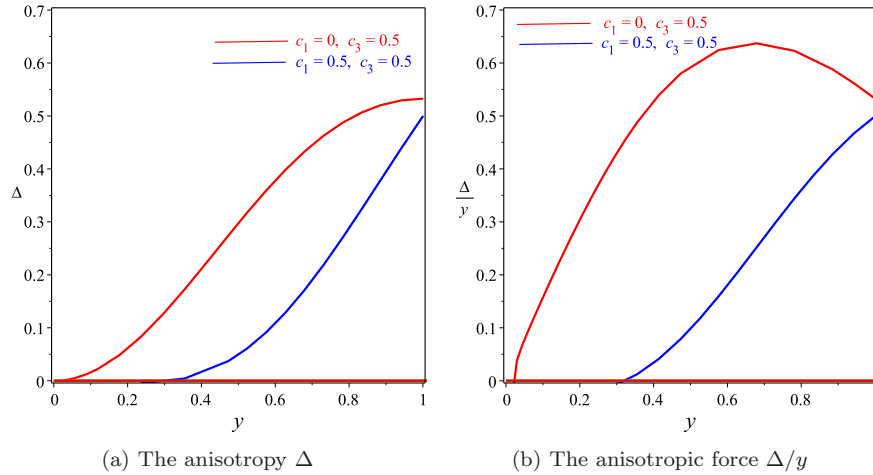 0.7
0.6
0.5
0.4
0.3
0.2
0.1
0
Δ
c₁ = 0, c₃ = 0.5
c₁ = 0.5, c₃ = 0.5
0 0.2 0.4 0.6 0.8 1
y
(a) The anisotropy Δ
0.7
0.6
0.5
0.4
0.3
0.2
0.1
0
Δ
y
c₁ = 0, c₃ = 0.5
c₁ = 0.5, c₃ = 0.5
0 0.2 0.4 0.6 0.8
y
(b) The anisotropic force Δ/y